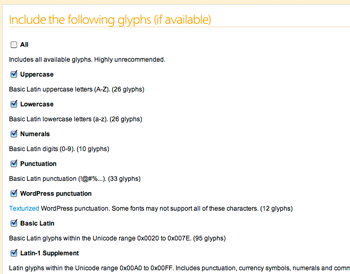 Include the following glyphs (if available)
All
Includes all available glyphs. Highly unrecommended.
Uppercase
Basic Latin uppercase letters (A-Z). (26 glyphs)
Lowercase
Basic Latin lowercase letters (a-z). (26 glyphs)
Numerals
Basic Latin digits (0-9). (10 glyphs)
Punctuation
Basic Latin punctuation (!@#%...). (33 glyphs)
WordPress punctuation
Texturized WordPress punctuation. Some fonts may not support all of these characters. (12 glyphs)
Basic Latin
Basic Latin glyphs within the Unicode range 0x0020 to 0x007E. (95 glyphs)
Latin-1 Supplement
Latin glyphs within the Unicode range 0x00A0 to 0x00FF. Includes punctuation, currency symbols, numerals and